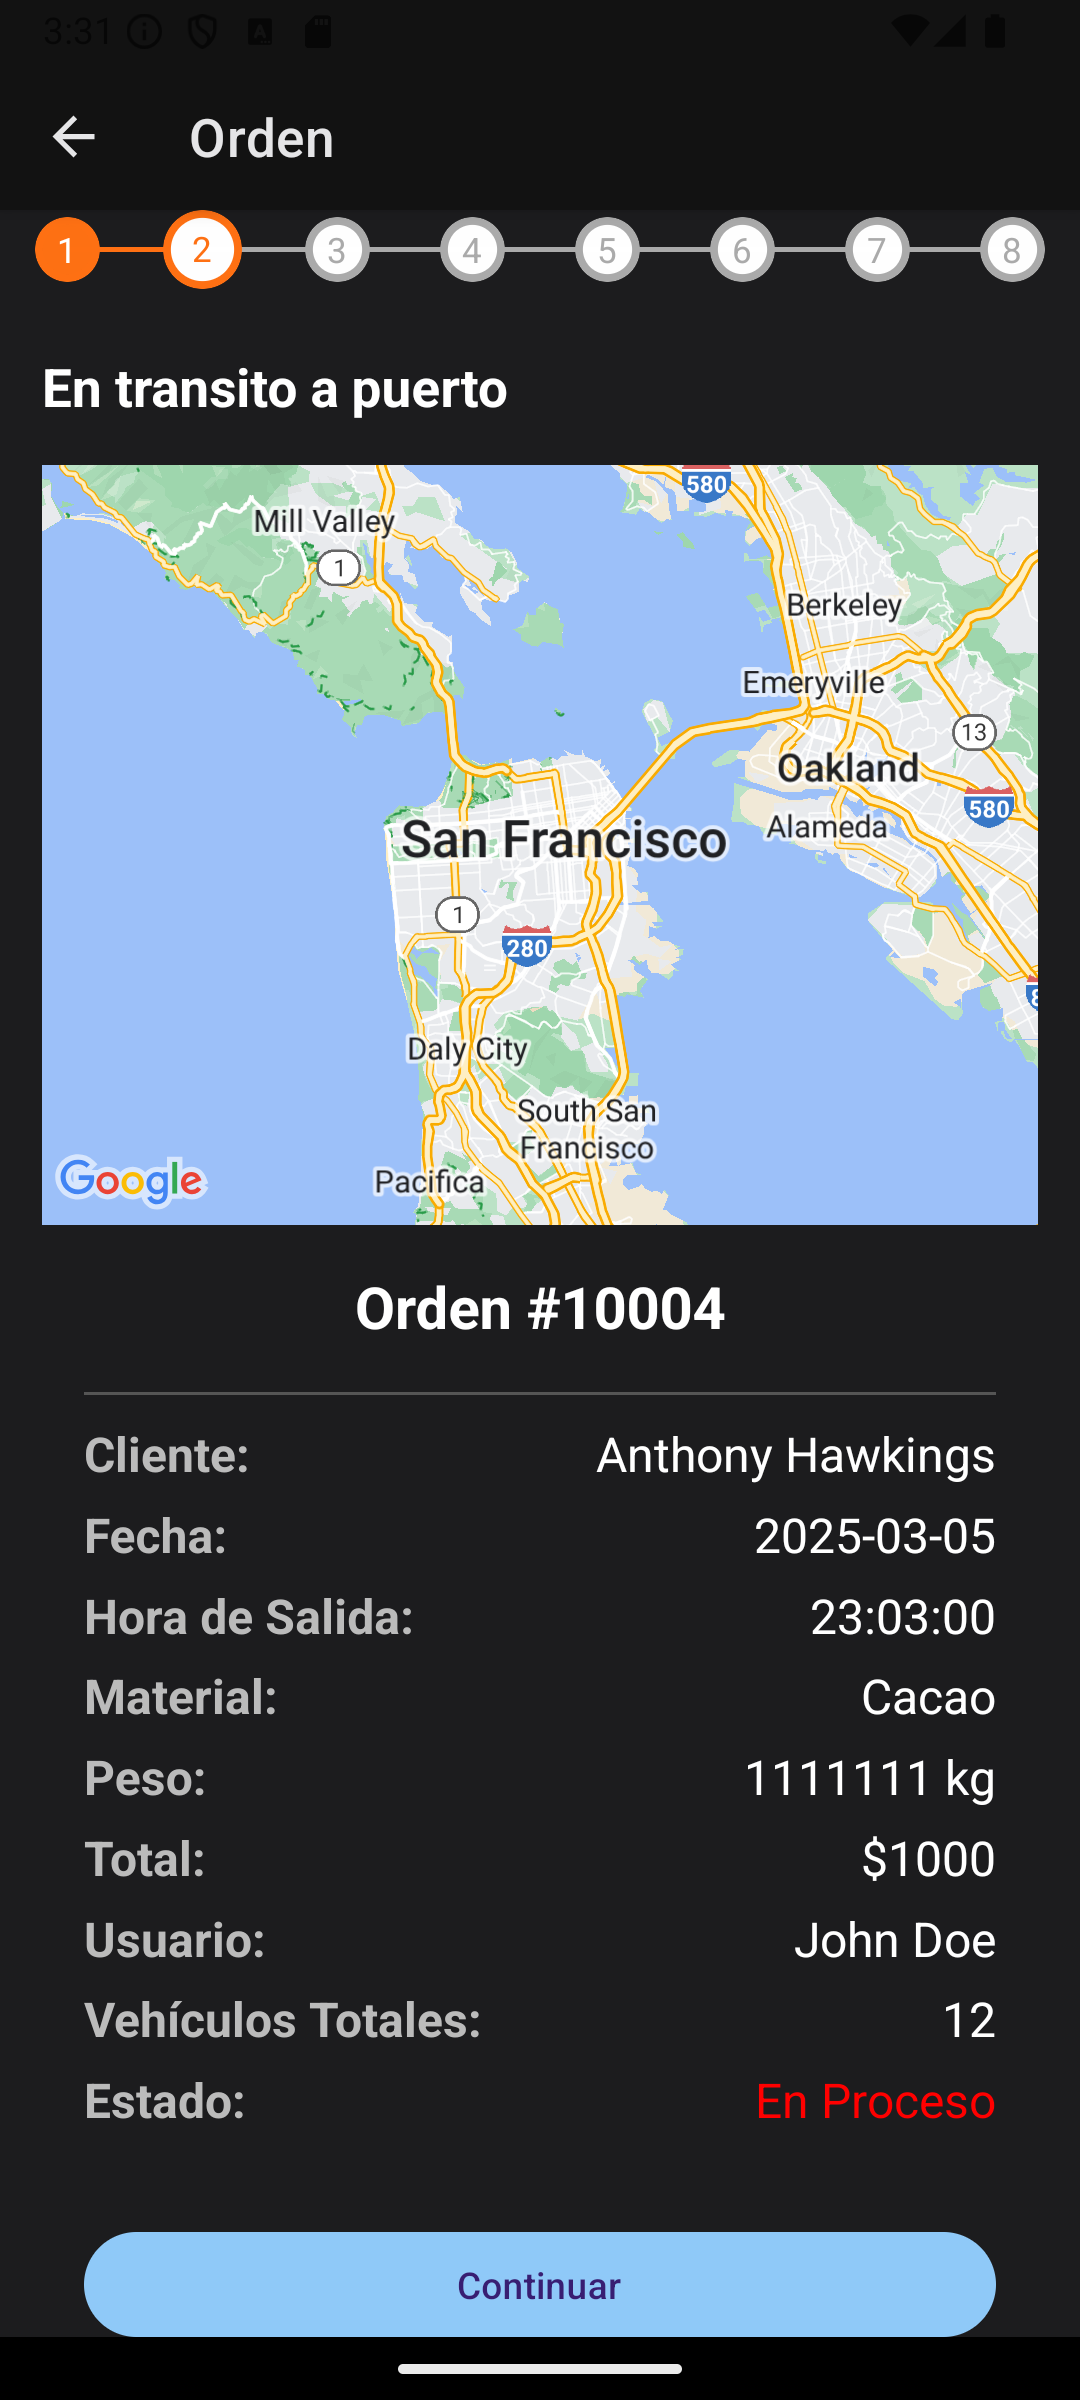 3:31
Orden
1 2 3 4 5 6 7 8
En transito a puerto
580
Mill Valley
1
Berkeley
Emeryville
13
Oakland
580
Alameda
San Francisco
1
280
Daly City
South San
Francisco
Pacifica
Google
Orden #10004
Cliente: Anthony Hawkings
Fecha: 2025-03-05
Hora de Salida: 23:03:00
Material: Cacao
Peso: 1111111 kg
Total: $1000
Usuario: John Doe
Vehículos Totales: 12
Estado: En Proceso
Continuar